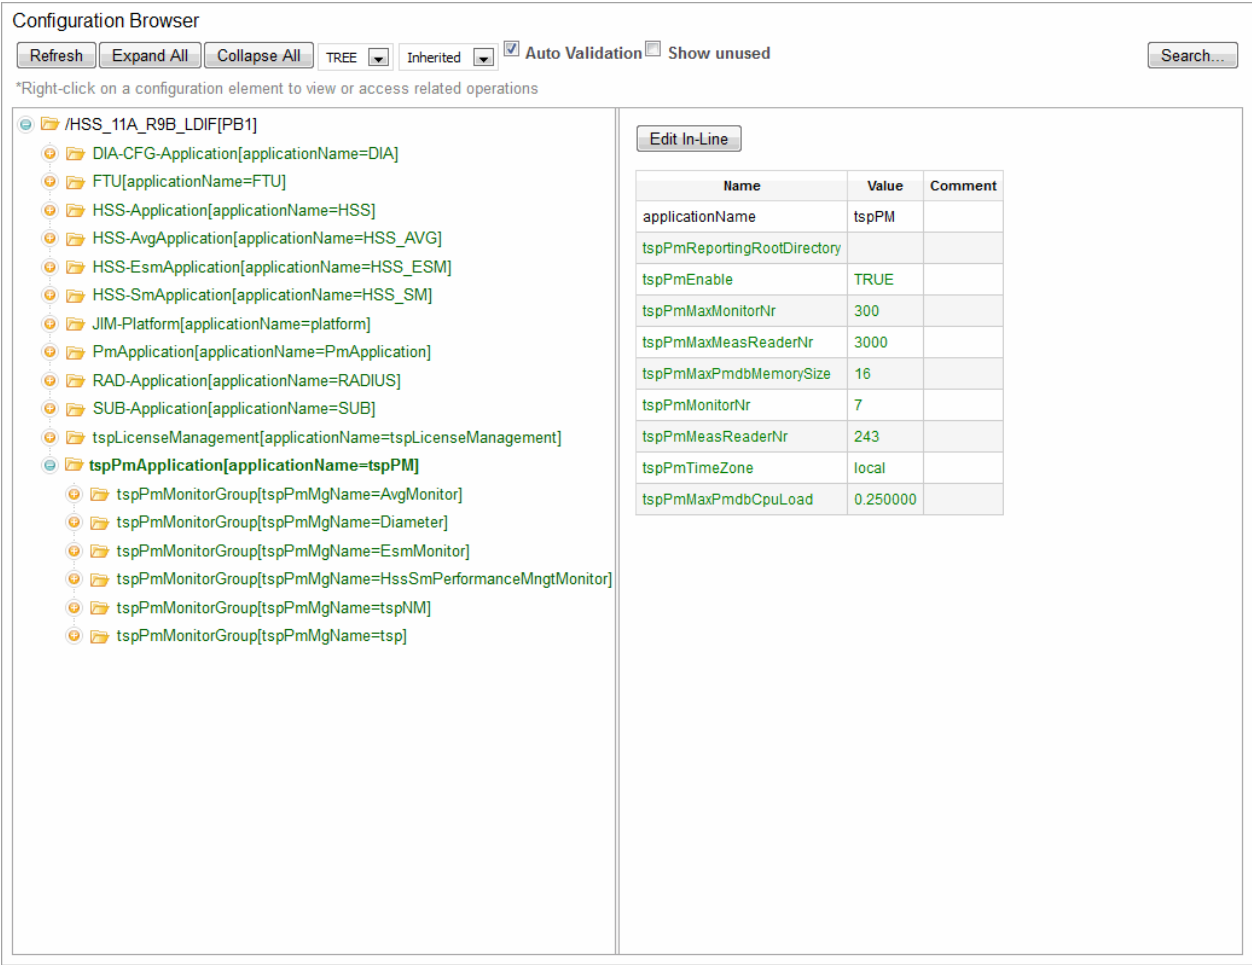 Configuration Browser
Refresh Expand All Collapse All TREE Inherited Auto Validation Show unused Search...
*Right-click on a configuration element to view or access related operations
/HSS_11A_R9B_LDIF[PB1]
DIA-CFG-Application[applicationName=DIA]
FTU[applicationName=FTU]
HSS-Application[applicationName=HSS]
HSS-AvgApplication[applicationName=HSS_AVG]
HSS-EsmApplication[applicationName=HSS_ESM]
HSS-SmApplication[applicationName=HSS_SM]
JIM-Platform[applicationName=platform]
PmApplication[applicationName=PmApplication]
RAD-Application[applicationName=RADIUS]
SUB-Application[applicationName=SUB]
tspLicenseManagement[applicationName=tspLicenseManagement]
tspPmApplication[applicationName=tspPM]
tspPmMonitorGroup[tspPmMgName=AvgMonitor]
tspPmMonitorGroup[tspPmMgName=Diameter]
tspPmMonitorGroup[tspPmMgName=EsmMonitor]
tspPmMonitorGroup[tspPmMgName=HssSmPerformanceMngtMonitor]
tspPmMonitorGroup[tspPmMgName=tspNM]
tspPmMonitorGroup[tspPmMgName=tsp]
Edit In-Line
Name Value Comment
applicationName tspPM
tspPmReportingRootDirectory
tspPmEnable TRUE
tspPmMaxMonitorNr 300
tspPmMaxMeasReaderNr 3000
tspPmMaxPmdbMemorySize 16
tspPmMonitorNr 7
tspPmMeasReaderNr 243
tspPmTimeZone local
tspPmMaxPmdbCpuLoad 0.250000